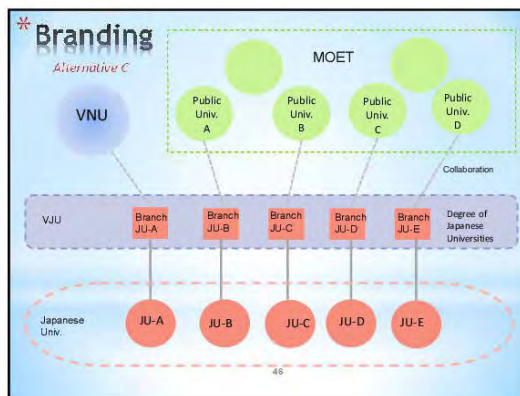 * Branding
Alternative C
MOET
VNU
Public
Univ.
A
Public
Univ.
B
Public
Univ.
C
Public
Univ.
D
Collaboration
VJU
Branch
JU-A
Branch
JU-B
Branch
JU-C
Branch
JU-D
Branch
JU-E
Degree of
Japanese
Universities
Japanese
Univ.
JU-A
JU-B
JU-C
JU-D
JU-E
46